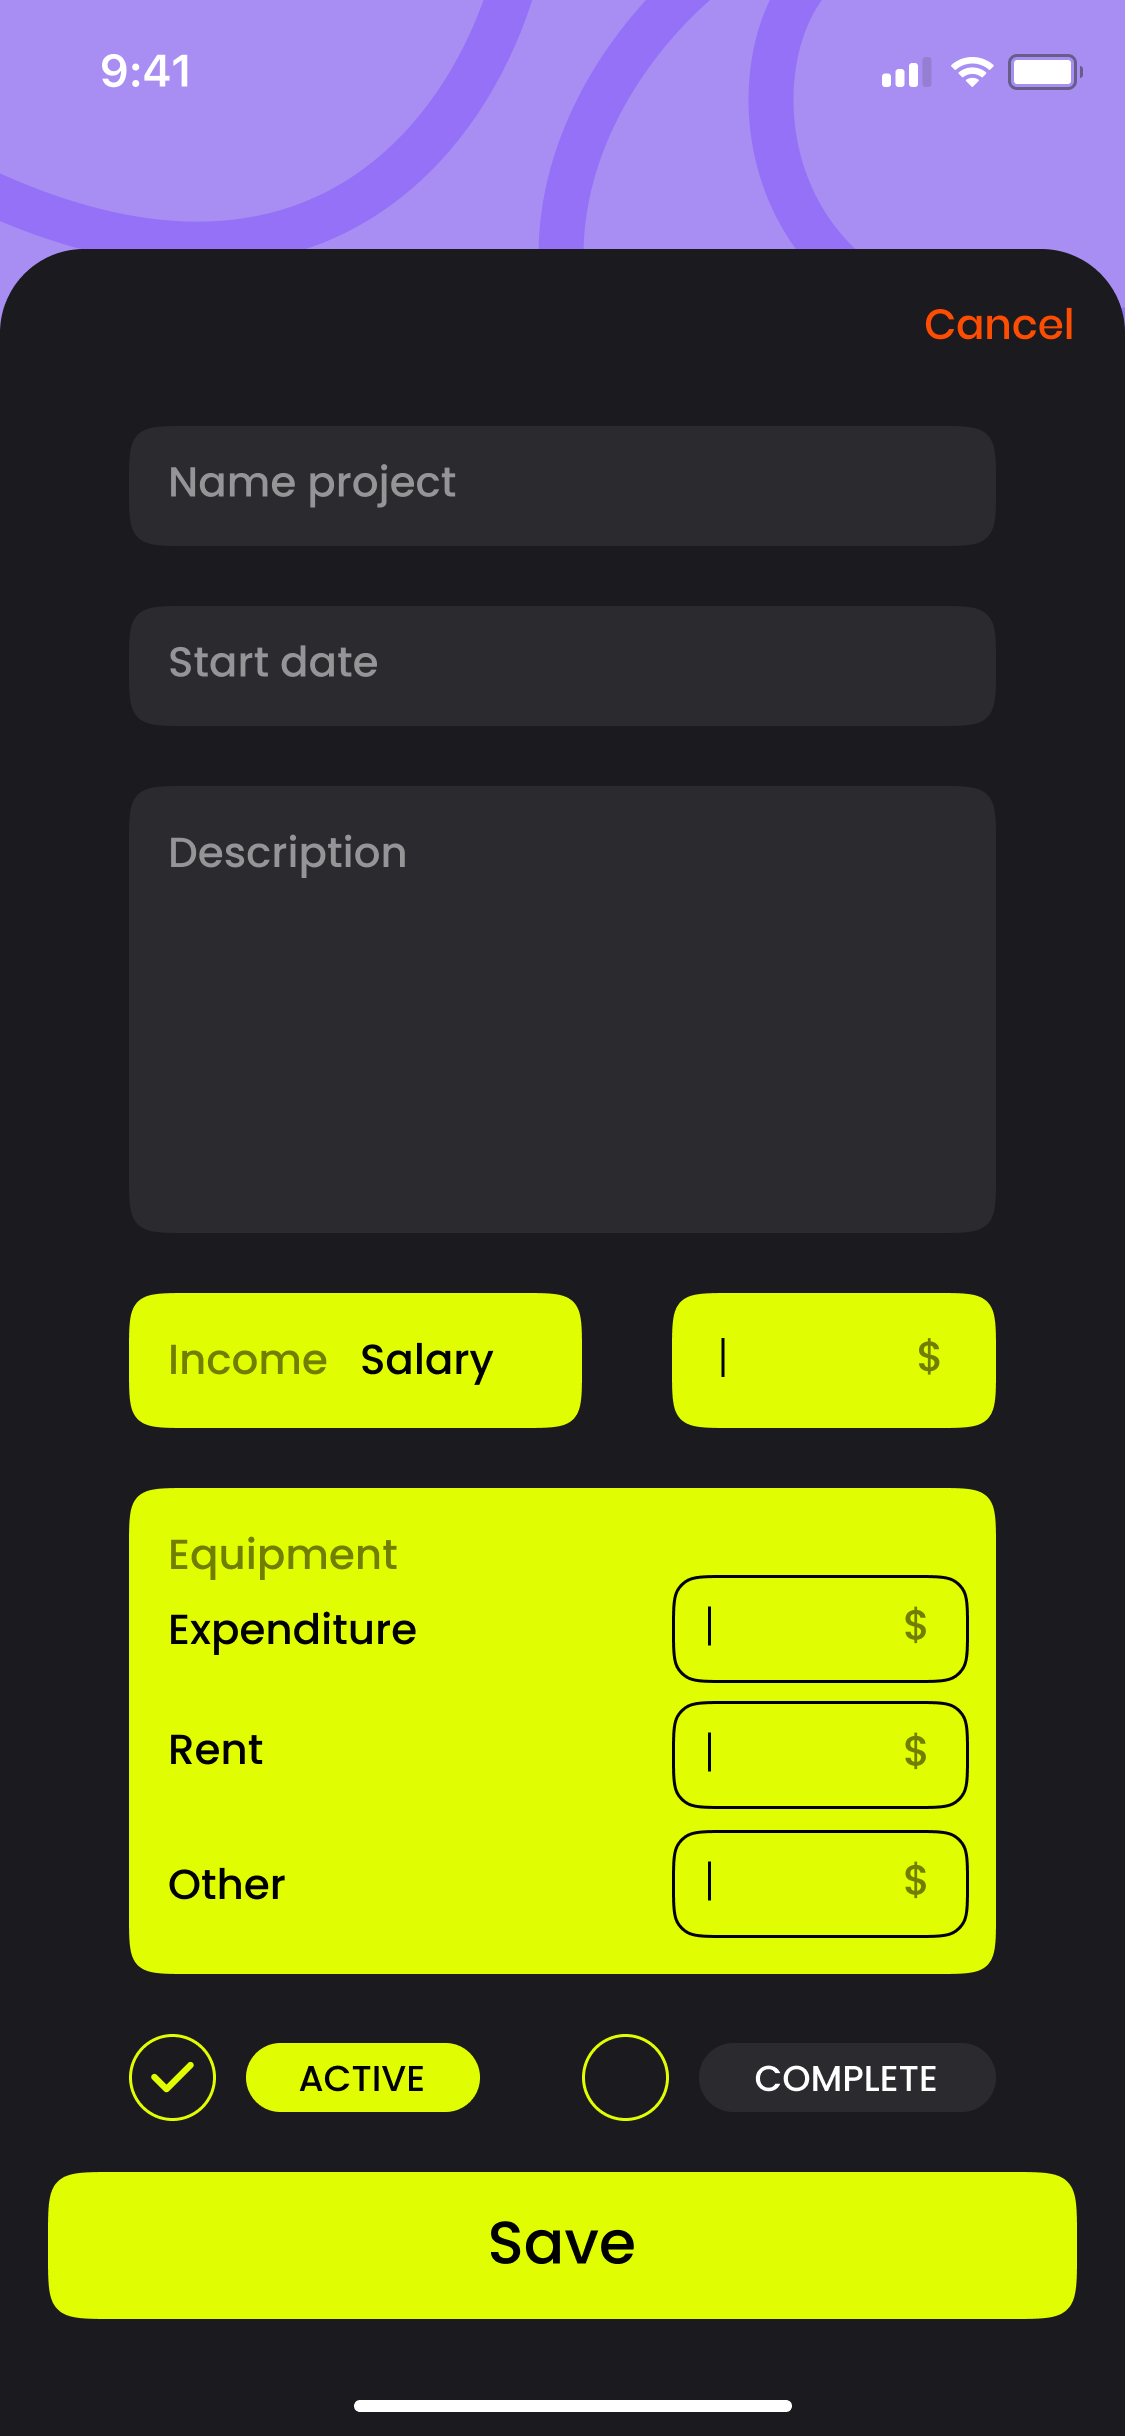 9:41
Cancel
Name project
Start date
Description
Income Salary
$
Equipment
Expenditure
$
Rent
$
Other
$
ACTIVE
COMPLETE
Save